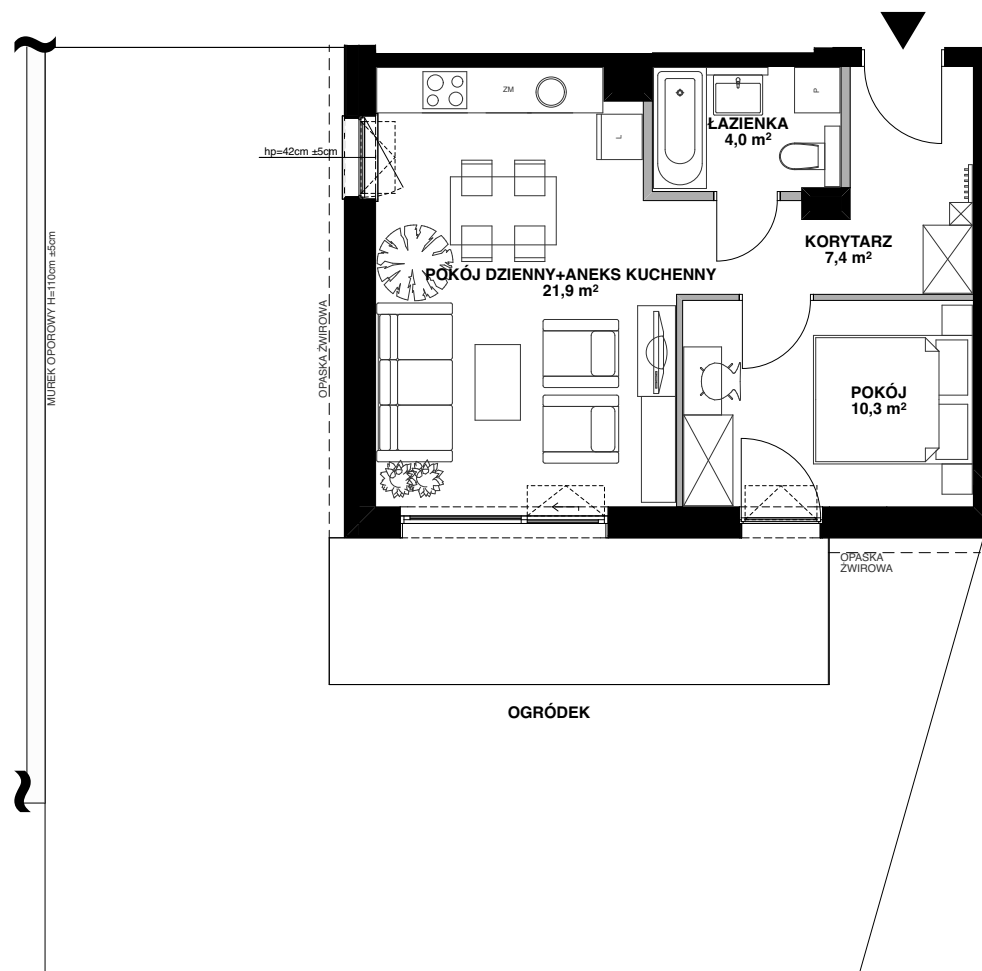 ZM
L
P
ŁAZIENKA
4,0 m²
hp=42cm ±5cm
KORYTARZ
7,4 m²
POKÓJ DZIENNY+ANEKS KUCHENNY
21,9 m²
MUREK OPOROWY H=110cm ±5cm
OPASKA ŻWIROWA
POKÓJ
10,3 m²
OPASKA
ŻWIROWA
OGRÓDEK